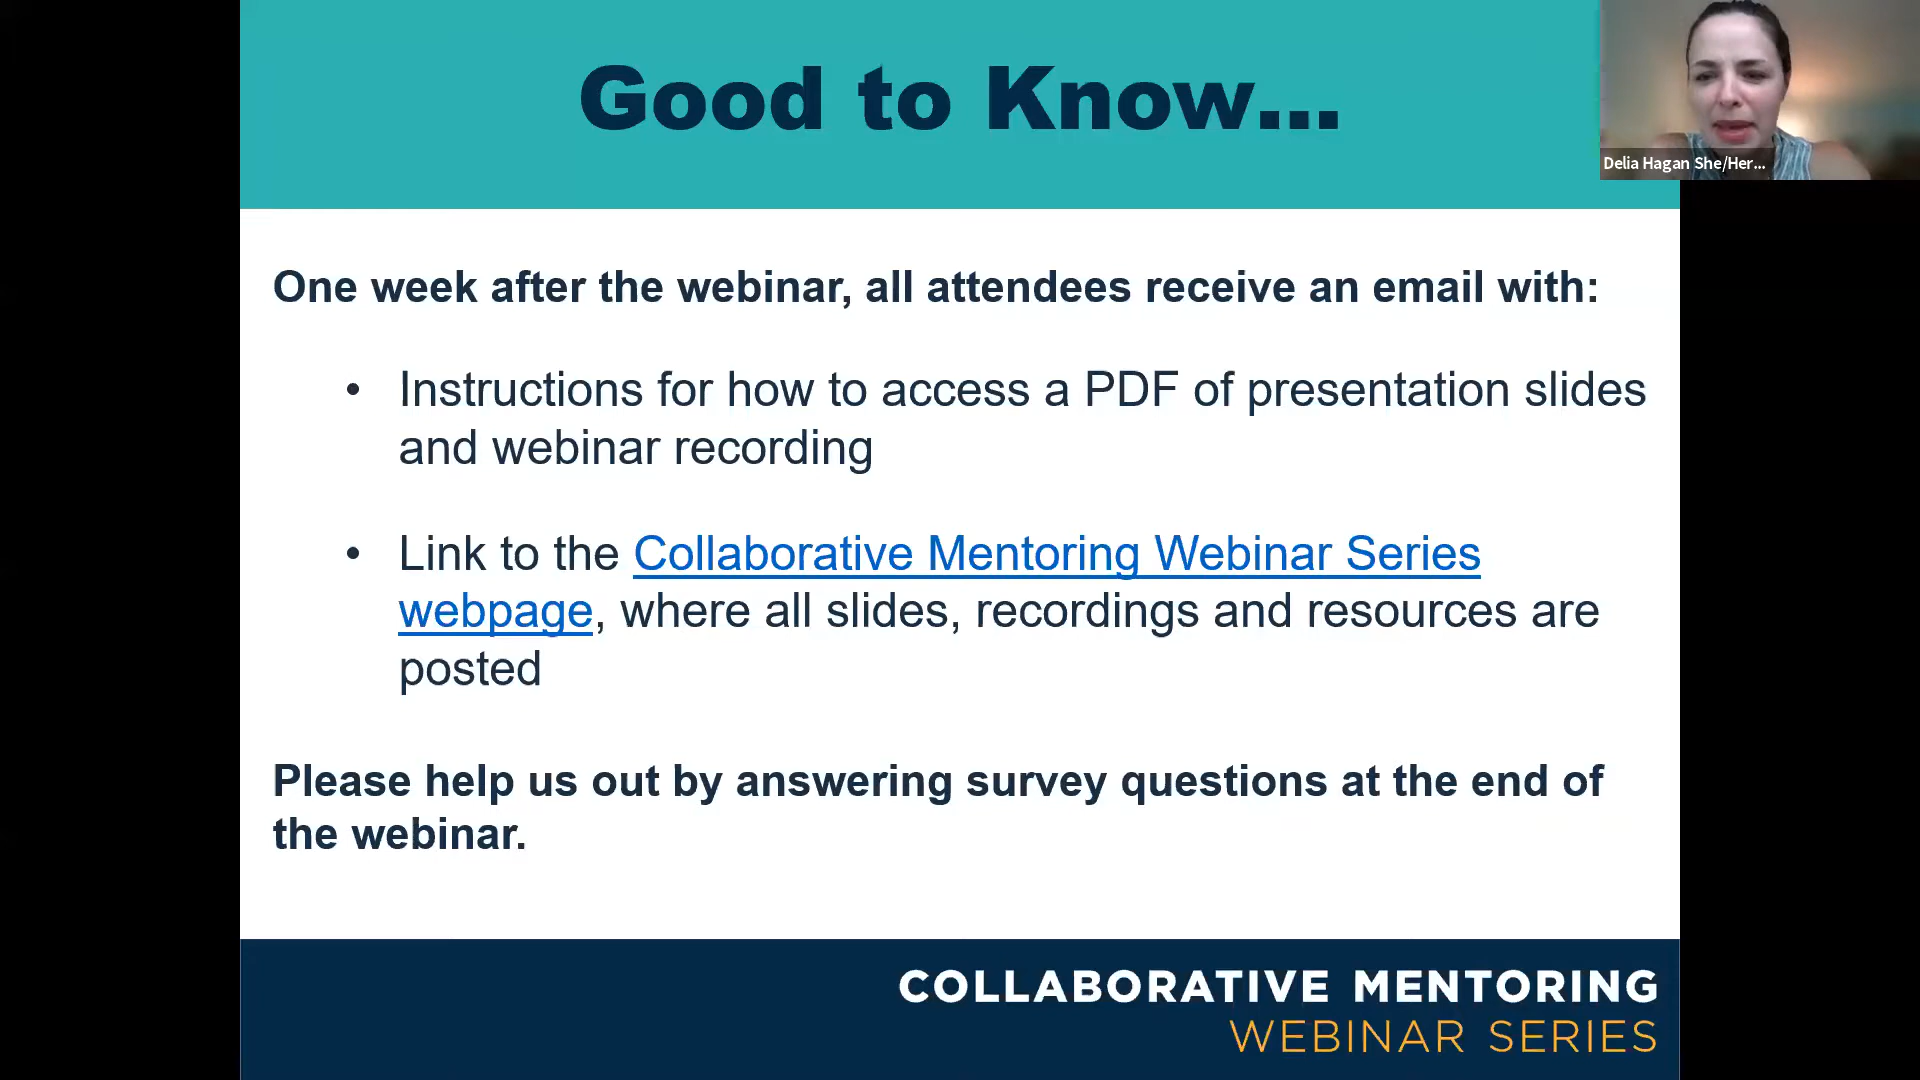 Good to Know...
Delia Hagan She/Her...
One week after the webinar, all attendees receive an email with:
• Instructions for how to access a PDF of presentation slides
and webinar recording
• Link to the Collaborative Mentoring Webinar Series
webpage, where all slides, recordings and resources are
posted
Please help us out by answering survey questions at the end of
the webinar.
COLLABORATIVE MENTORING
WEBINAR SERIES